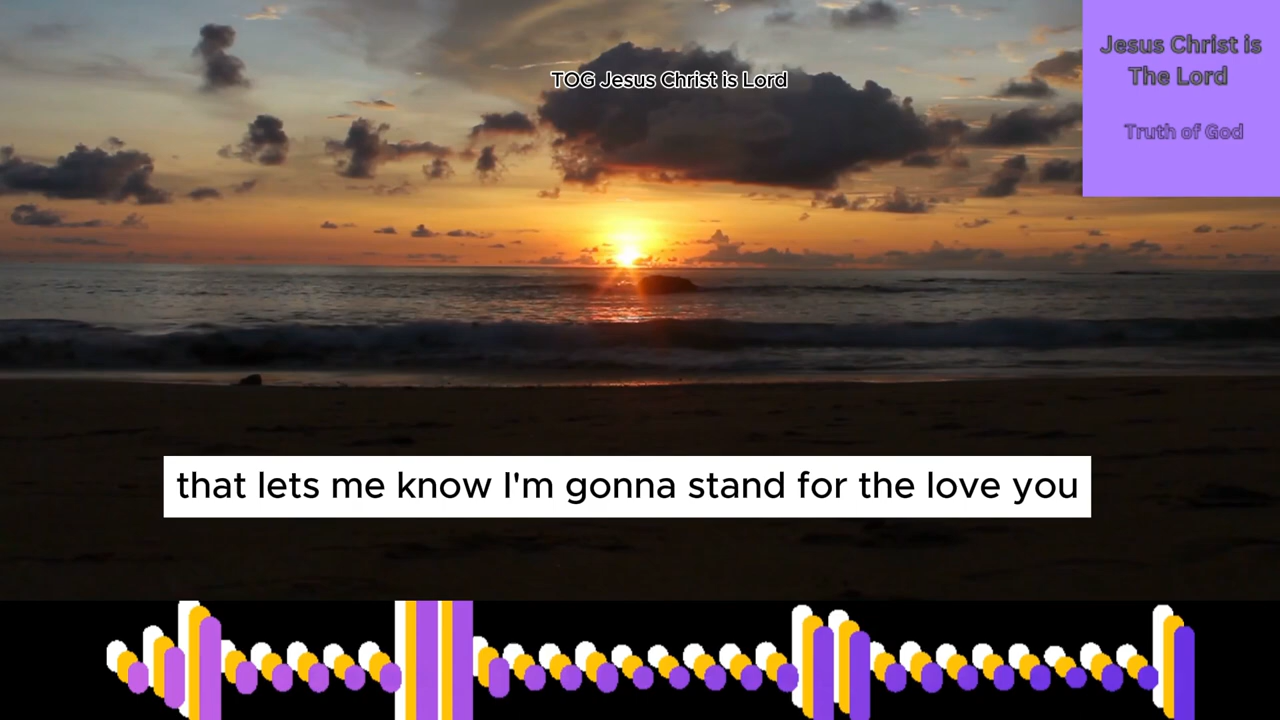 Jesus Christ is
The Lord
Truth of God
TOG Jesus Christ is Lord
that lets me know I'm gonna stand for the love you